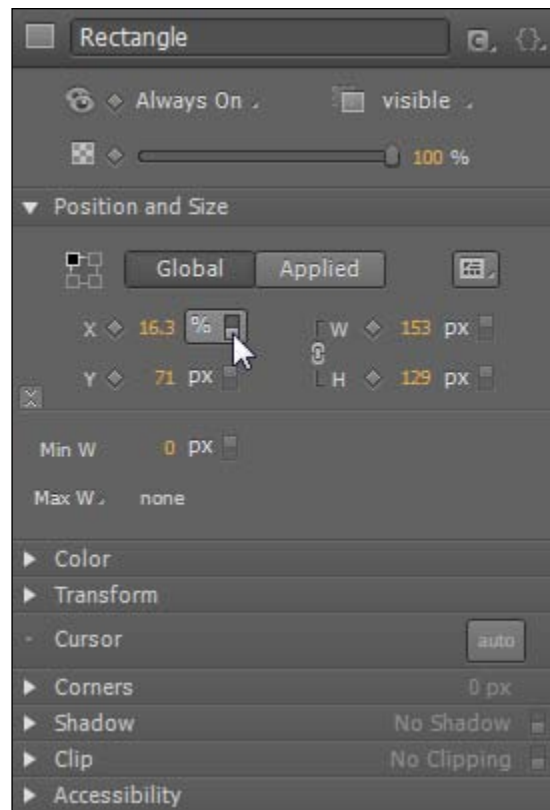 Rectangle C {}
Always On visible
100 %
Position and Size
Global Applied
X 16.3 % W 153 px
Y 71 px H 129 px
Min W 0 px
Max W none
Color
Transform
Cursor auto
Corners 0 px
Shadow No Shadow
Clip No Clipping
Accessibility